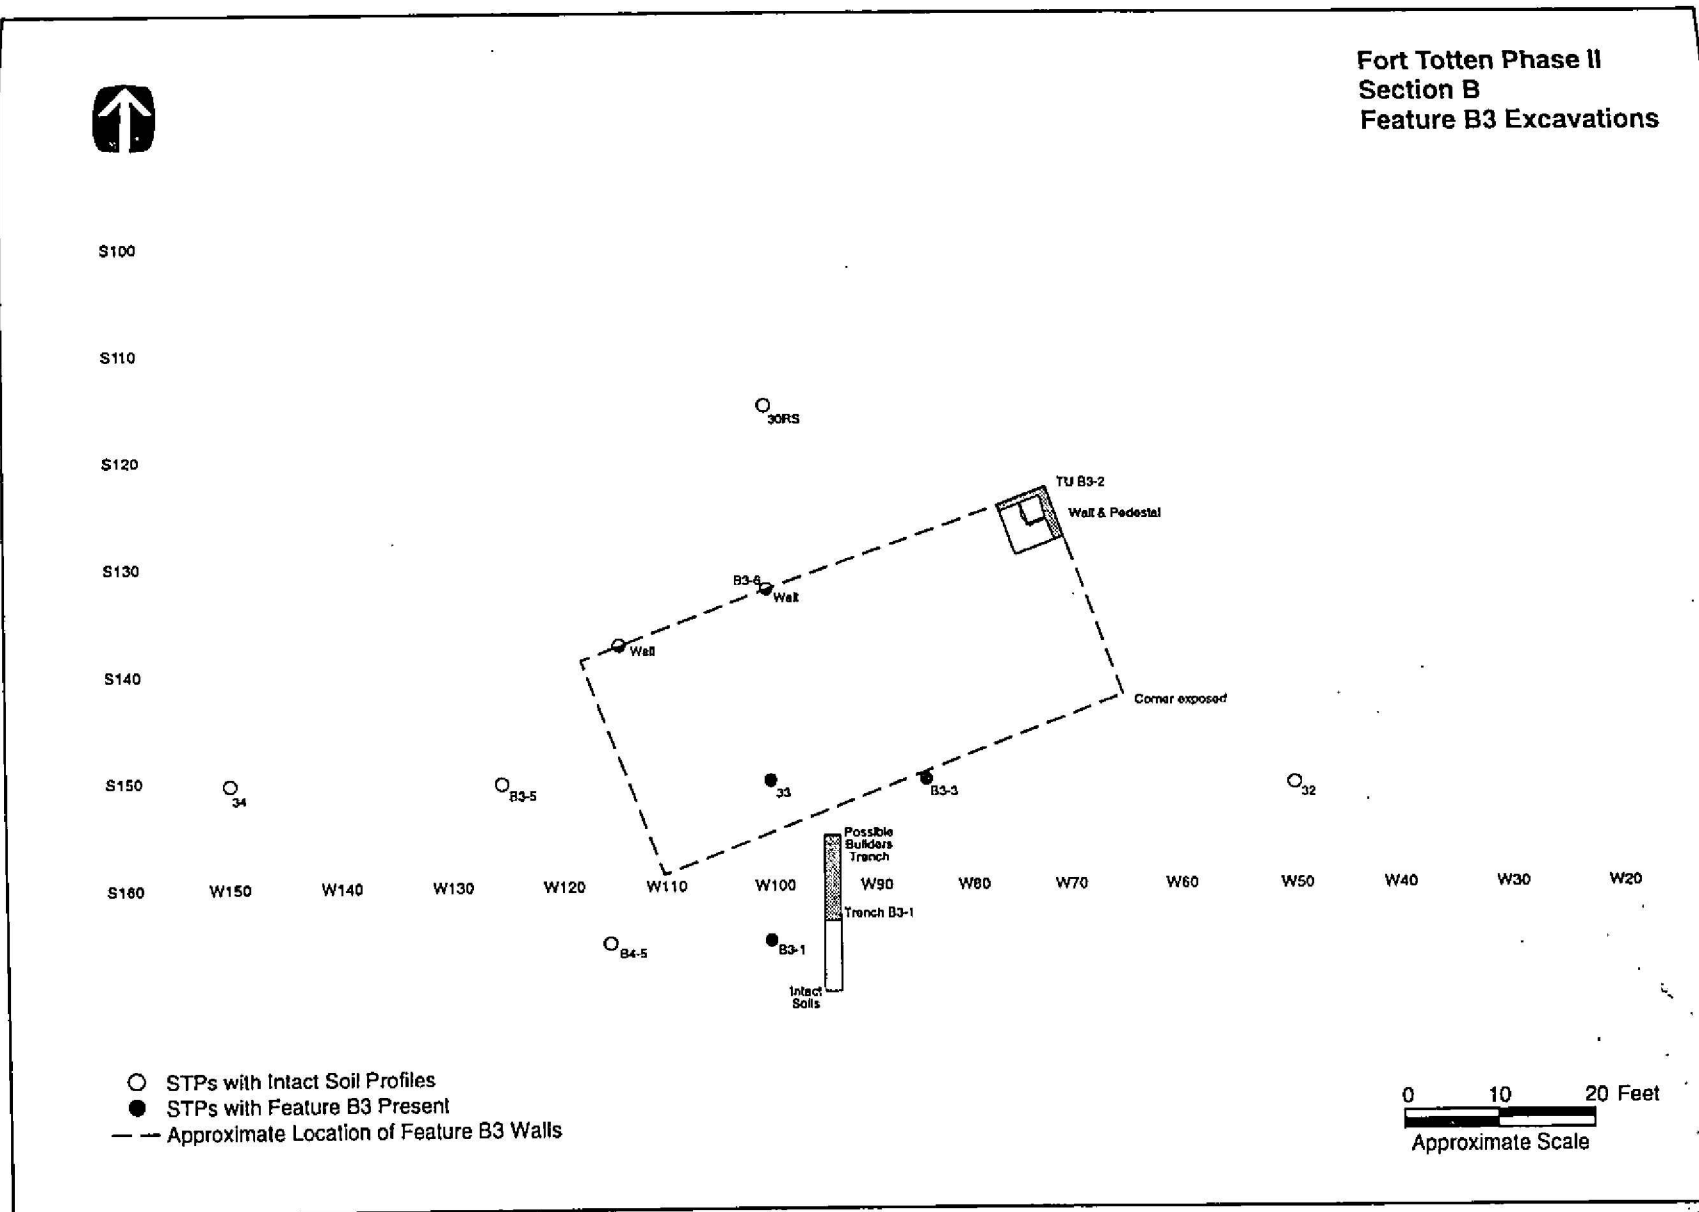 Fort Totten Phase II
Section B
Feature B3 Excavations
S100
S110
30RS
S120
TU B3-2
Wall & Pedestal
S130
B3-6
Wall
Wall
S140
Corner exposed
S150
34
B3-5
33
B3-3
32
Possible
Builders
Trench
S160 W150 W140 W130 W120 W110 W100 W90 W80 W70 W60 W50 W40 W30 W20
Trench B3-1
B4-5
B3-1
Intact
Soils
STPs with Intact Soil Profiles
STPs with Feature B3 Present
Approximate Location of Feature B3 Walls
0 10 20 Feet
Approximate Scale